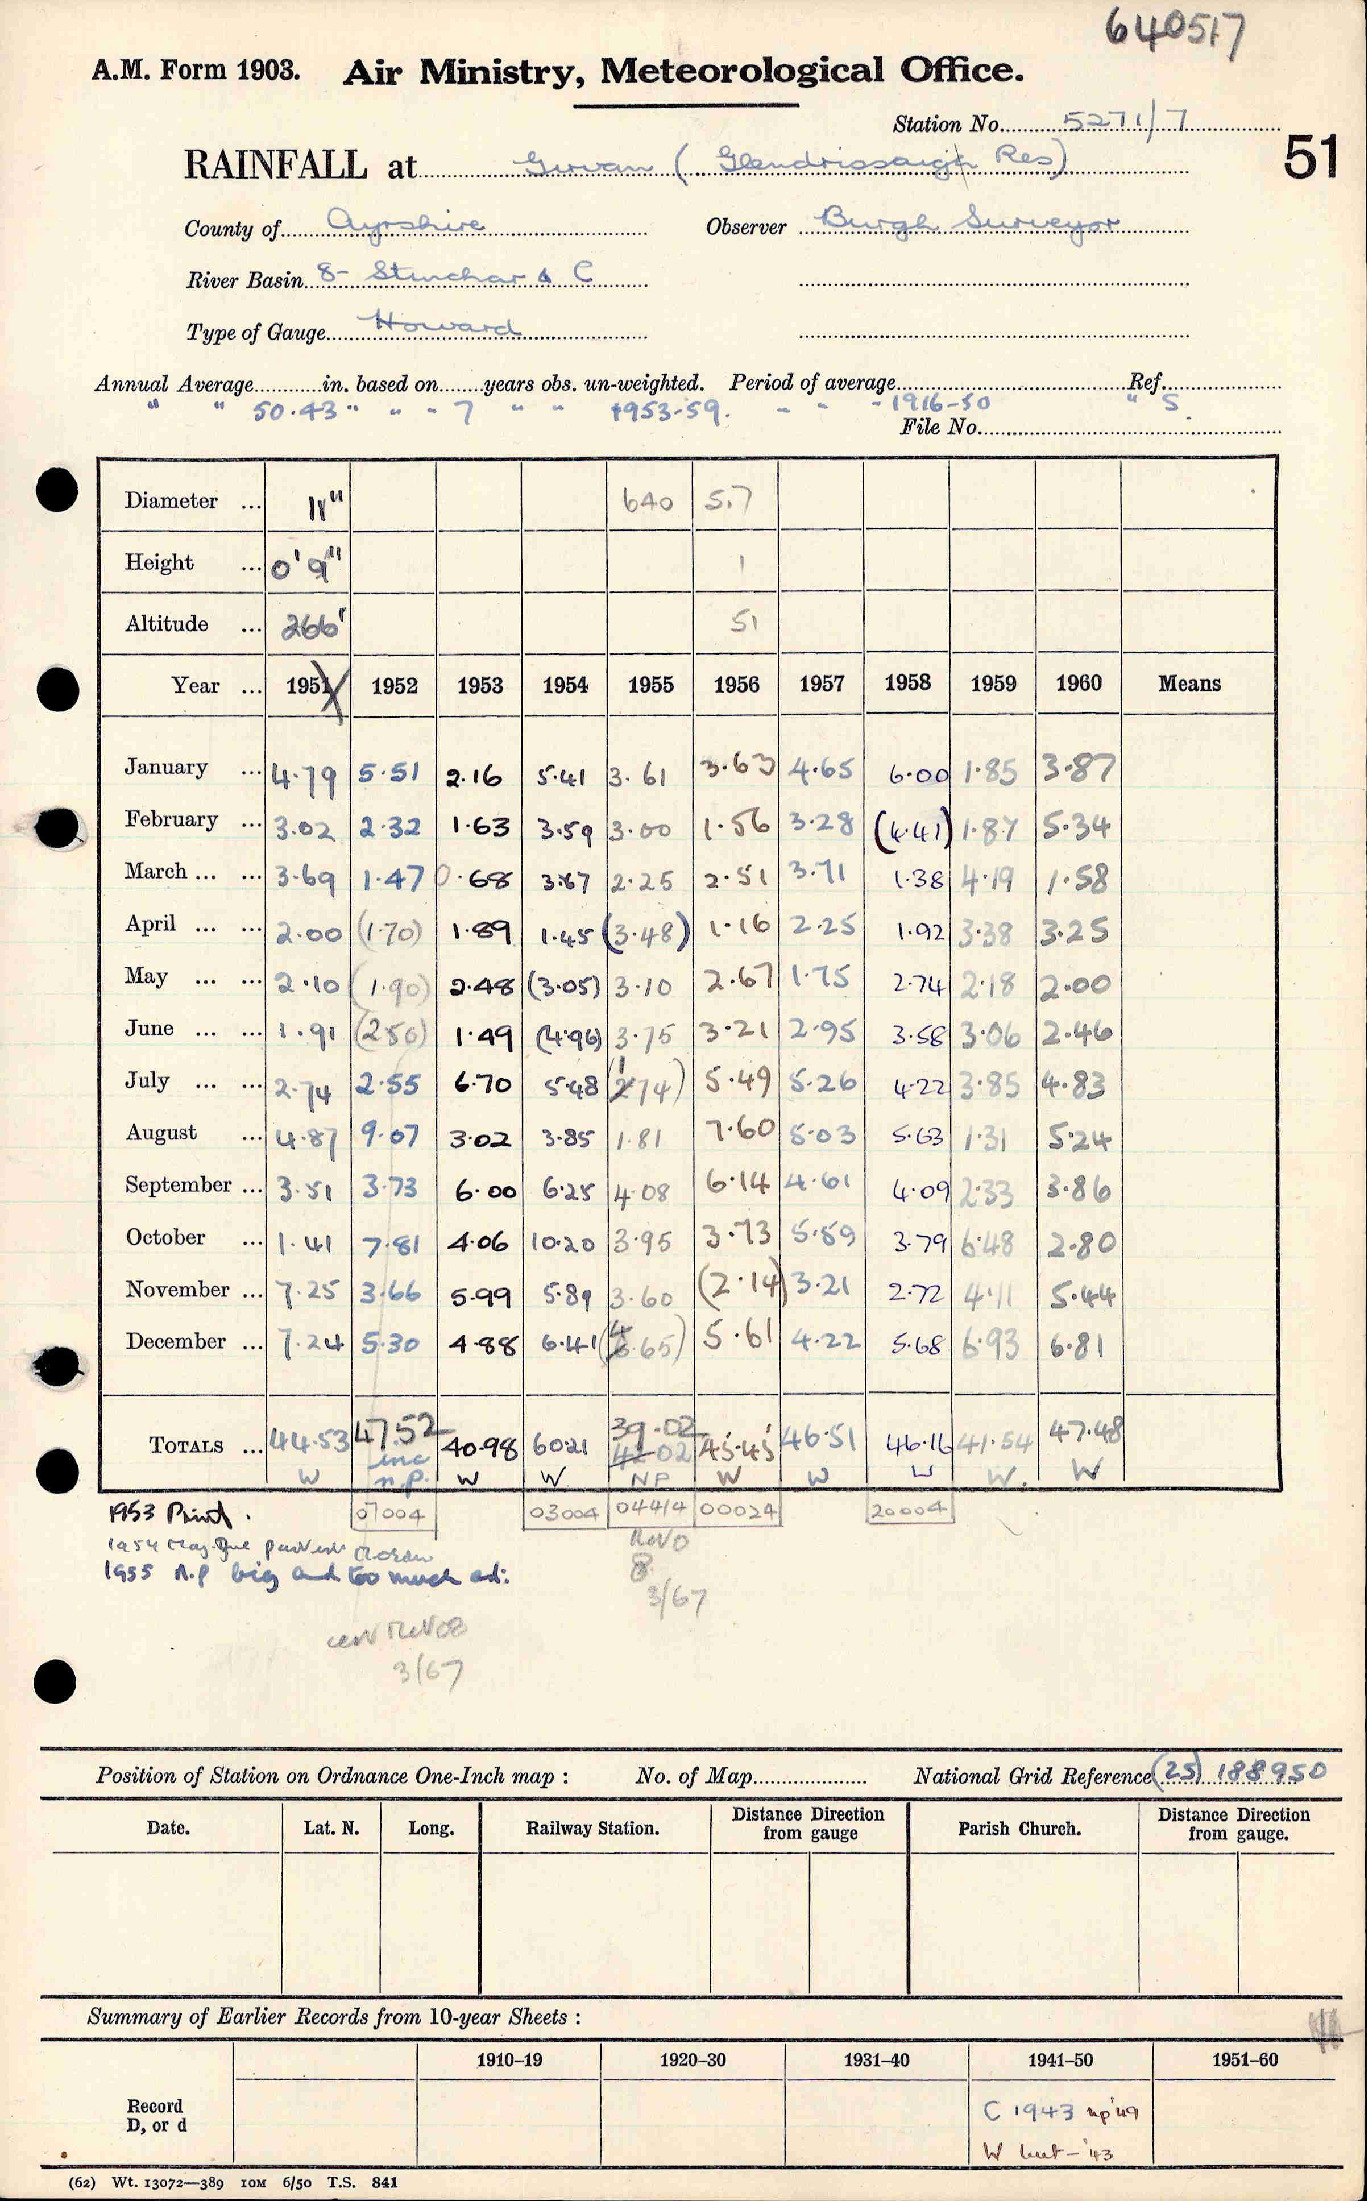 640517
A.M. Form 1903. Air Ministry, Meteorological Office.
Station No. 5271/7
RAINFALL at Girvan (Glendrissaigh Res) 51
County of Ayrshire Observer Burgh Surveyor
River Basin 8- Stinchar & C
Type of Gauge Howard
Annual Average in. based on years obs. un-weighted. Period of average Ref.
" " 50.43 " " - 7 " " 1953-59. - - - 1916-50 " S.
File No.
Diameter ... 11" 640 5.7
Height ... 0' 9" 1
Altitude ... 266' 51
Year ... 1951 1952 1953 1954 1955 1956 1957 1958 1959 1960 Means
January ... 4.79 5.51 2.16 5.41 3.61 3.63 4.65 6.00 1.85 3.87
February ... 3.02 2.32 1.63 3.59 3.00 1.56 3.28 (4.41) 1.87 5.34
March ... ... 3.69 1.47 0.68 3.67 2.25 2.51 3.71 1.38 4.19 1.58
April ... ... 2.00 (1.70) 1.89 1.45 (3.48) 1.16 2.25 1.92 3.38 3.25
May ... ... 2.10 (1.90) 2.48 (3.05) 3.10 2.67 1.75 2.74 2.18 2.00
June ... ... 1.91 (2.50) 1.49 (4.96) 3.75 3.21 2.95 3.58 3.06 2.46
July ... ... 2.74 2.55 6.70 5.48 (1.74) 5.49 5.26 4.22 3.85 4.83
August ... 4.87 9.07 3.02 3.85 1.81 7.60 5.03 5.63 1.31 5.24
September ... 3.51 3.73 6.00 6.25 4.08 6.14 4.61 4.09 2.33 3.86
October ... 1.41 7.81 4.06 10.20 3.95 3.73 5.59 3.79 6.48 2.80
November ... 7.25 3.66 5.99 5.89 3.60 (2.14) 3.21 2.72 4.11 5.44
December ... 7.24 5.30 4.88 6.41 (4.65) 5.61 4.22 5.68 6.93 6.81
39.02
TOTALS ... 44.53 47.52 40.98 60.21 41.02 45.45 46.51 46.16 41.54 47.48
W inc n.p. W W NP W W W W. W
07004 03004 04414 00024 20004
1953 Print.
1954 May
1955 n.p big and too much ad:
RevD
8
3/67
RevD8
3/67
Position of Station on Ordnance One-Inch map : No. of Map National Grid Reference (25) 188950
Date. Lat. N. Long. Railway Station. Distance Direction from gauge Parish Church. Distance Direction from gauge.
Summary of Earlier Records from 10-year Sheets :
1910–19 1920–30 1931–40 1941–50 1951–60
Record
D, or d
C 1943 np '49
W but - '43
(62) Wt. 13072—389 10M 6/50 T.S. 841